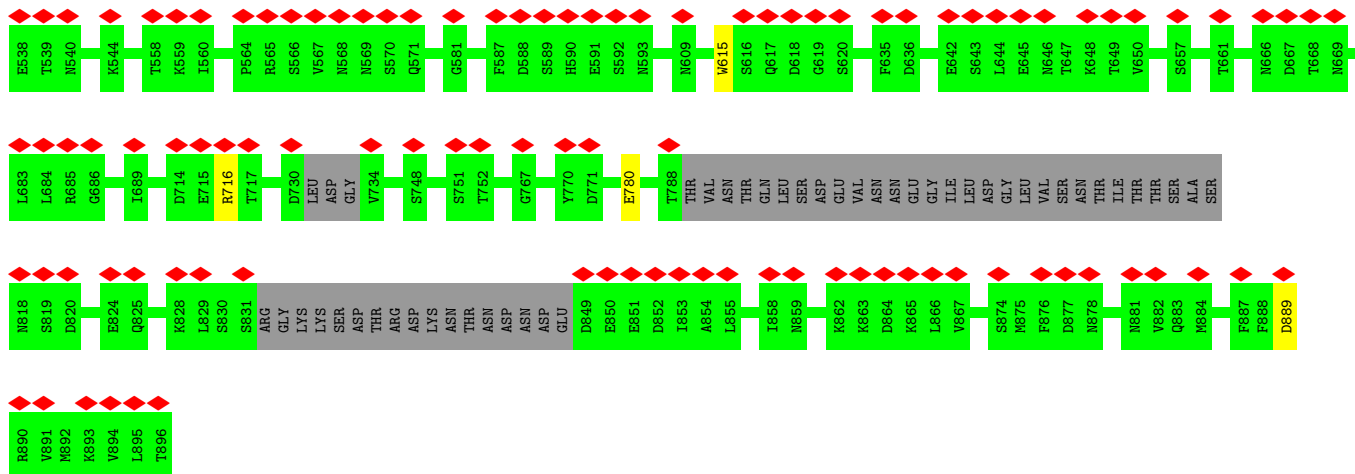 E538 T539 N540 K544 T558 K559 I560 P564 R565 S566 V567 N568 N569 S570 Q571 G581 F587 D588 S589 H590 E591 S592 N593 N609 W615 S616 Q617 D618 G619 S620 F635 D636 E642 S643 L644 E645 N646 T647 K648 T649 V650 S657 T661 N666 D667 T668 N669
L683 L684 R685 G686 I689 D714 E715 R716 T717 D730 LEU ASP GLY V734 S748 S751 T752 G767 Y770 D771 E780 T788 THR VAL ASN THR GLN LEU SER ASP GLU VAL ASN ASN GLU GLY ILE LEU ASP GLY LEU VAL SER ASN THR ILE THR THR SER ALA SER
N818 S819 D820 E824 Q825 K828 L829 S830 S831 ARG GLY LYS LYS SER ASP THR ARG ASP LYS ASN THR ASN ASP ASN ASP GLU D849 E850 E851 D852 I853 A854 L855 I858 N859 K862 K863 D864 K865 L866 V867 S874 M875 F876 D877 N878 N881 V882 Q883 M884 F887 F888 D889
R890 V891 M892 K893 V894 L895 T896